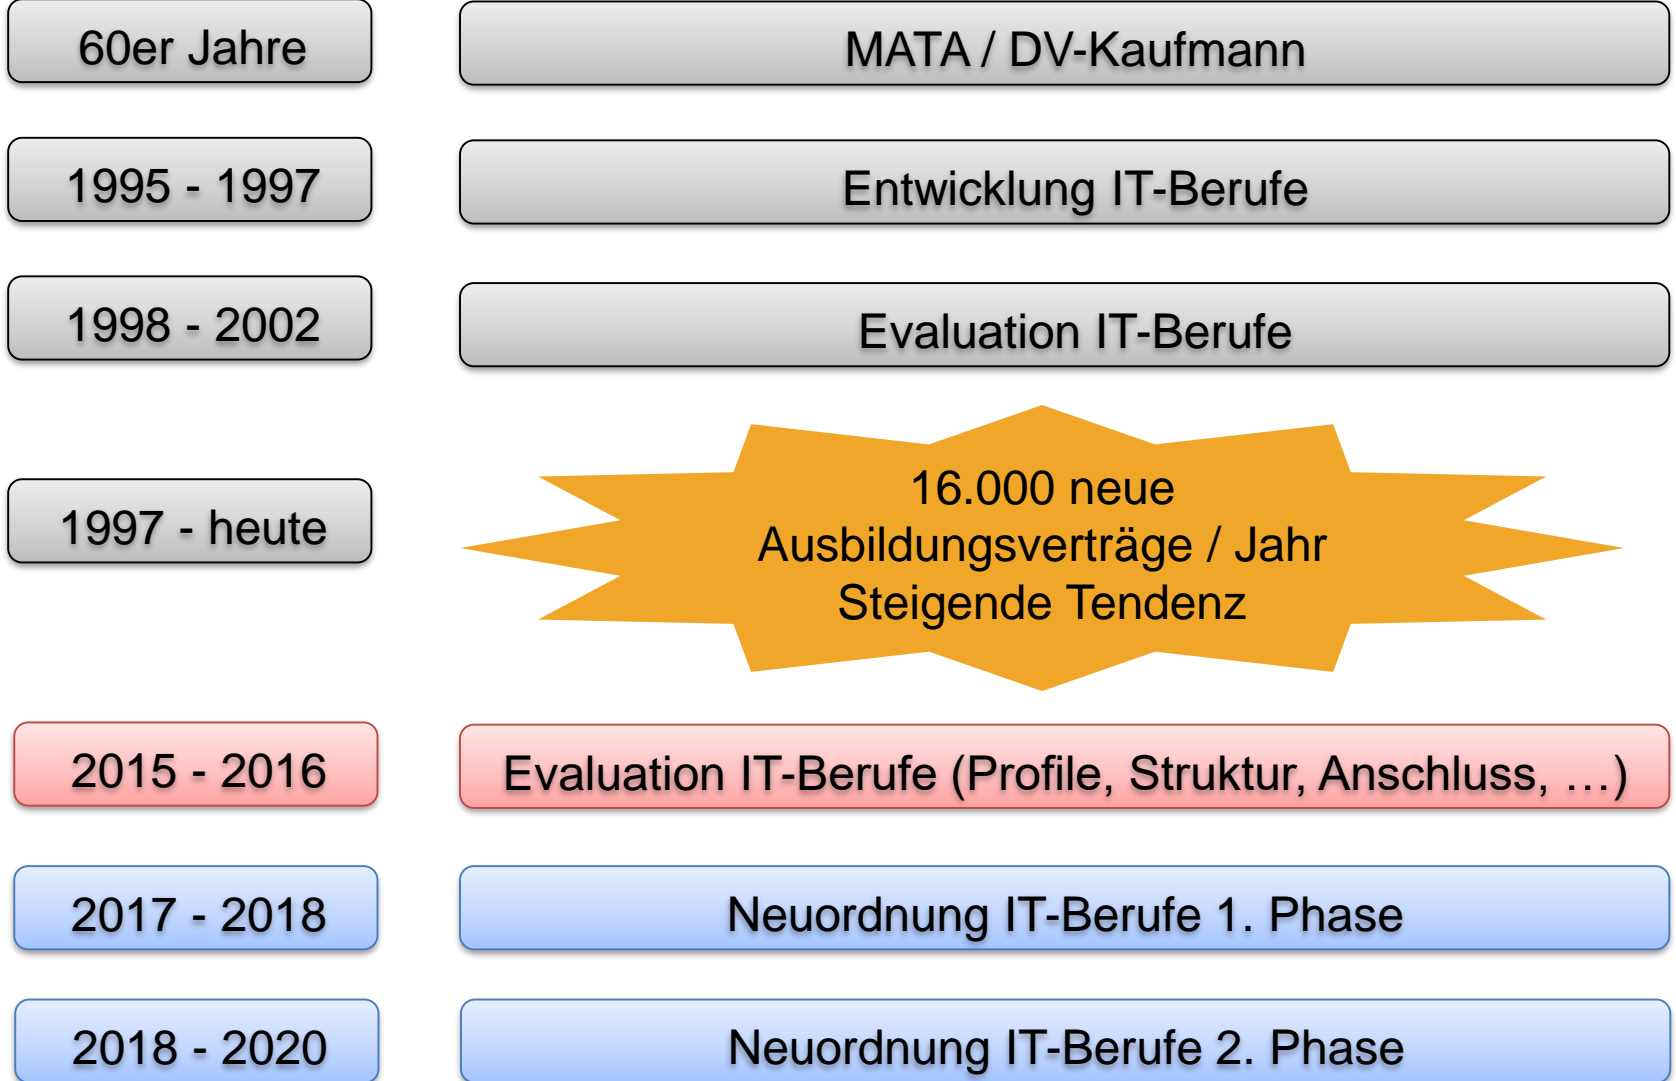 60er Jahre
MATA / DV-Kaufmann
1995 - 1997
Entwicklung IT-Berufe
1998 - 2002
Evaluation IT-Berufe
1997 - heute
16.000 neue
Ausbildungsverträge / Jahr
Steigende Tendenz
2015 - 2016
Evaluation IT-Berufe (Profile, Struktur, Anschluss, …)
2017 - 2018
Neuordnung IT-Berufe 1. Phase
2018 - 2020
Neuordnung IT-Berufe 2. Phase